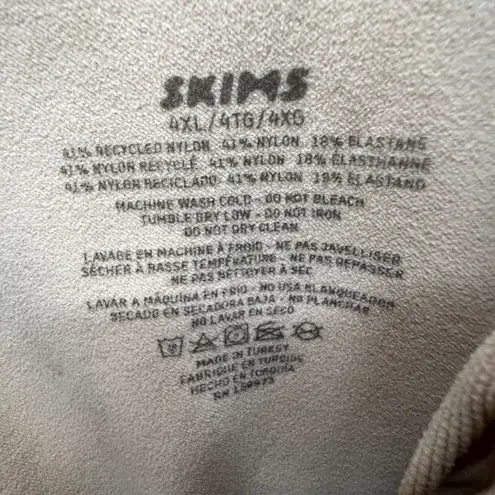 SKIMS
4XL/4TG/4XG
41% RECYCLED NYLON 41% NYLON 18% ELASTANE
41% NYLON RECYCLÉ 41% NYLON 18% ELASTHANNE
41% NYLON RECICLADO 41% NYLON 18% ELASTANO
MACHINE WASH COLD - DO NOT BLEACH
TUMBLE DRY LOW - DO NOT IRON
DO NOT DRY CLEAN
LAVAGE EN MACHINE À FROID - NE PAS JAVELLISER
SÉCHER À BASSE TEMPÉRATURE - NE PAS REPASSER
NE PAS NETTOYER À SEC
LAVAR A MÁQUINA EN FRIO - NO USA BLANQUEADOR
SECADO EN SECADORA BAJA - NO PLANCHAR
NO LAVAR EN SECO
MADE IN TURKEY
FABRIQUÉ EN TURQUIE
HECHO EN TURQUÍA
RN